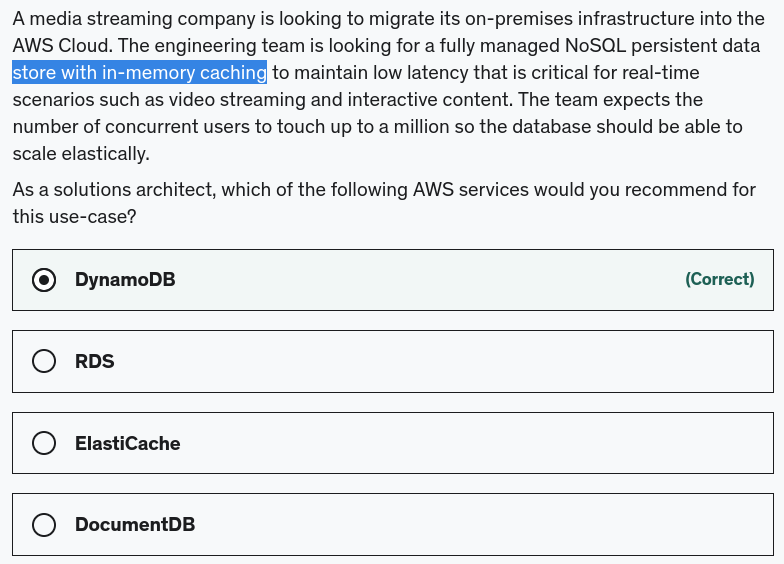 A media streaming company is looking to migrate its on-premises infrastructure into the
AWS Cloud. The engineering team is looking for a fully managed NoSQL persistent data
store with in-memory caching to maintain low latency that is critical for real-time
scenarios such as video streaming and interactive content. The team expects the
number of concurrent users to touch up to a million so the database should be able to
scale elastically.
As a solutions architect, which of the following AWS services would you recommend for
this use-case?
DynamoDB (Correct)
RDS
ElastiCache
DocumentDB